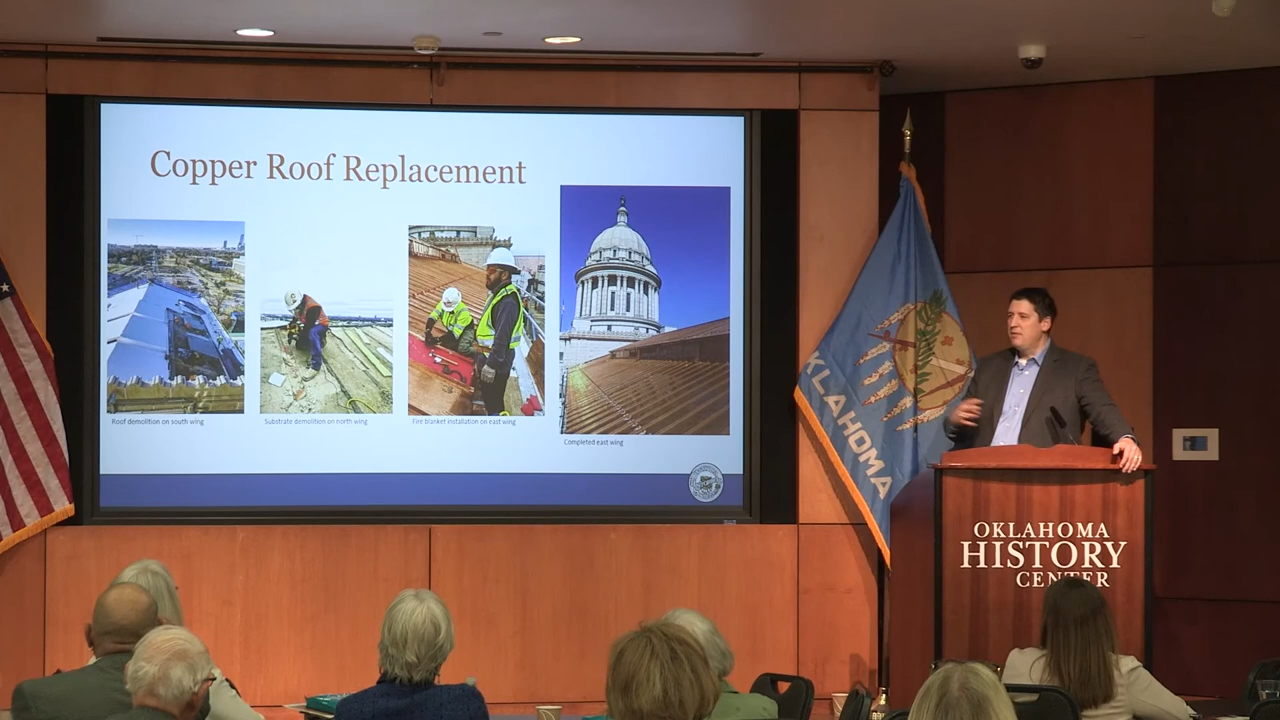 Copper Roof Replacement
Roof demolition on south wing
Substrate demolition on north wing
Fire blanket installation on east wing
Completed east wing
KLAHOMA
OKLAHOMA
HISTORY
CENTER